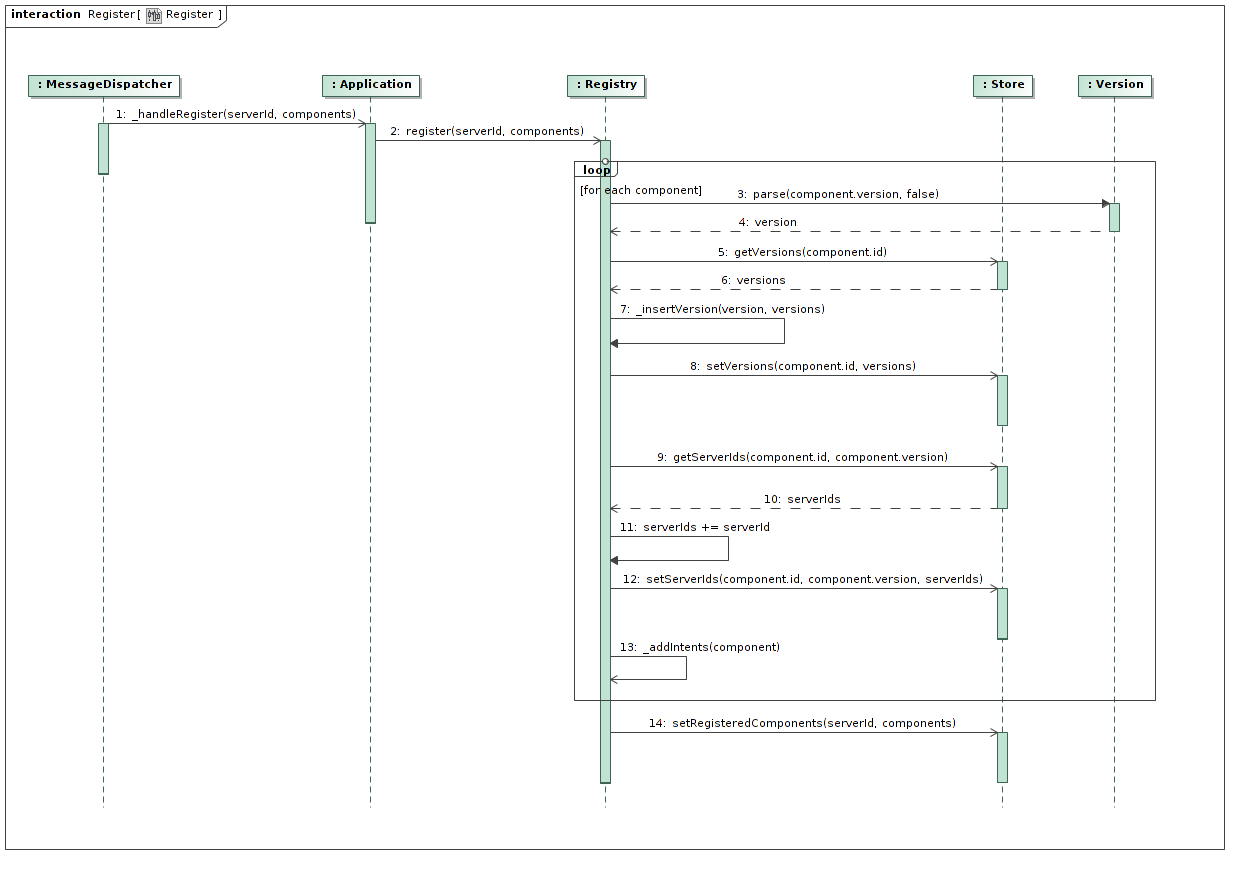 interaction Register[ Register ]
: MessageDispatcher
: Application
: Registry
: Store
: Version
1: _handleRegister(serverId, components)
2: register(serverId, components)
loop
[for each component]
3: parse(component.version, false)
4: version
5: getVersions(component.id)
6: versions
7: _insertVersion(version, versions)
8: setVersions(component.id, versions)
9: getServerIds(component.id, component.version)
10: serverIds
11: serverIds += serverId
12: setServerIds(component.id, component.version, serverIds)
13: _addIntents(component)
14: setRegisteredComponents(serverId, components)